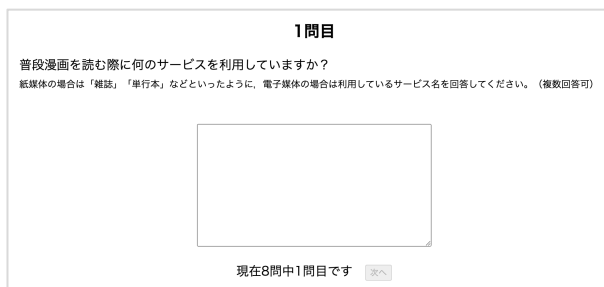 1問目
普段漫画を読む際に何のサービスを利用していますか？
紙媒体の場合は「雑誌」「単行本」などといったように，電子媒体の場合は利用しているサービス名を回答してください。（複数回答可）
現在8問中1問目です 次へ